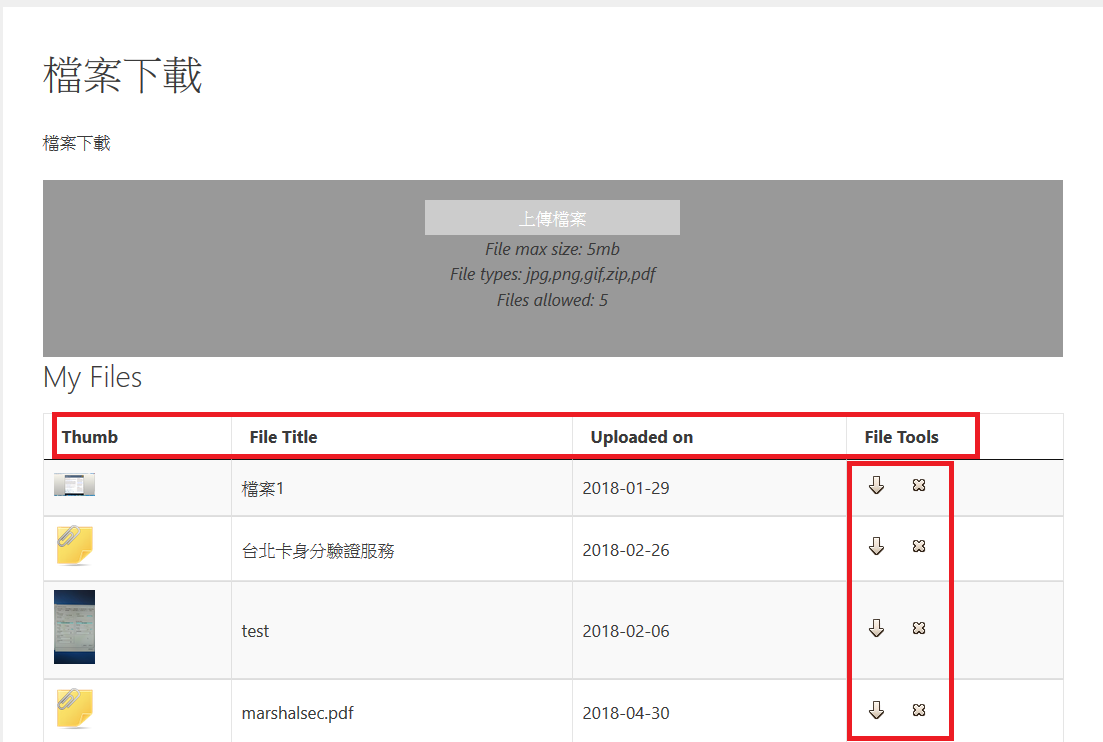 檔案下載
檔案下載
上傳檔案
File max size: 5mb
File types: jpg,png,gif,zip,pdf
Files allowed: 5
My Files
Thumb File Title Uploaded on File Tools
檔案1 2018-01-29
台北卡身分驗證服務 2018-02-26
test 2018-02-06
marshalsec.pdf 2018-04-30